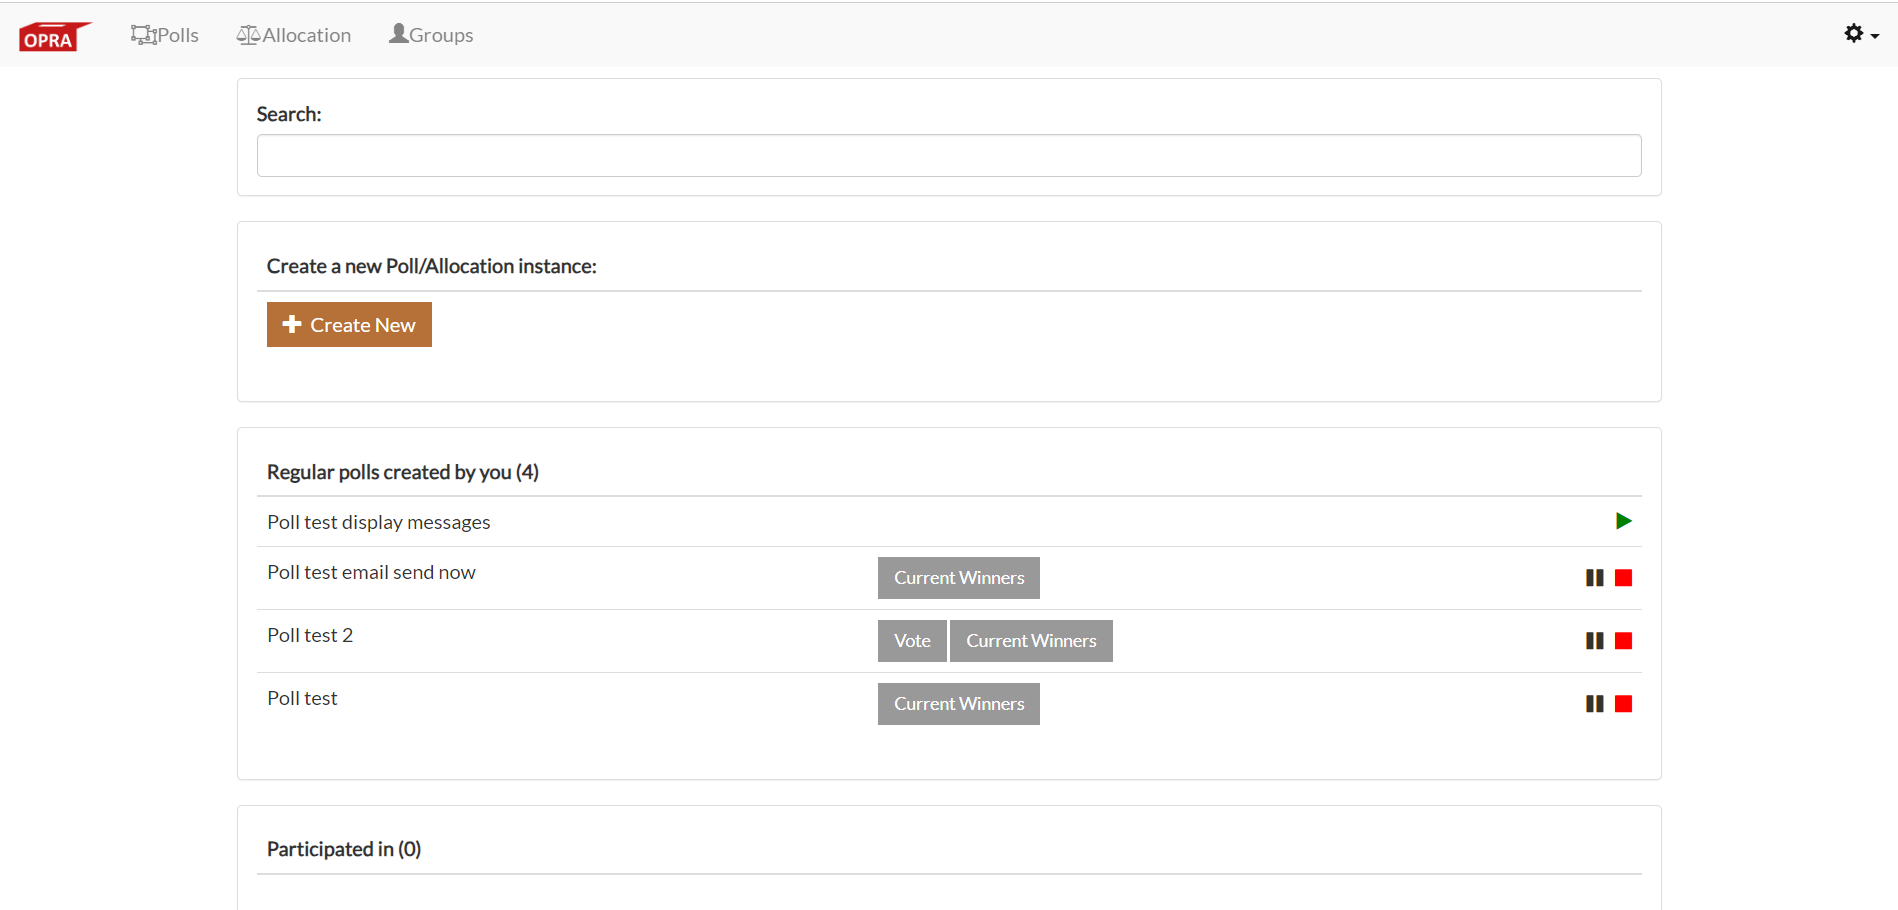 OPRA Polls Allocation Groups
Search:
Create a new Poll/Allocation instance:
Create New
Regular polls created by you (4)
Poll test display messages
Poll test email send now Current Winners
Poll test 2 Vote Current Winners
Poll test Current Winners
Participated in (0)